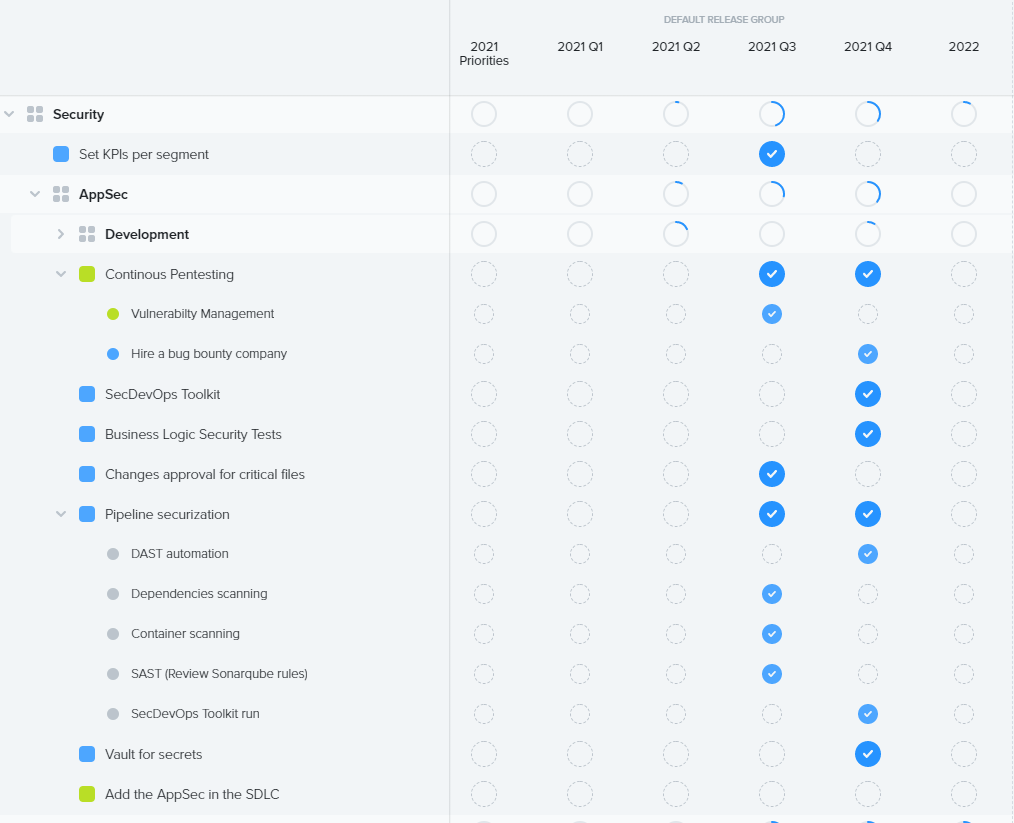 DEFAULT RELEASE GROUP
2021 Priorities 2021 Q1 2021 Q2 2021 Q3 2021 Q4 2022
Security
Set KPIs per segment
AppSec
Development
Continous Pentesting
Vulnerabilty Management
Hire a bug bounty company
SecDevOps Toolkit
Business Logic Security Tests
Changes approval for critical files
Pipeline securization
DAST automation
Dependencies scanning
Container scanning
SAST (Review Sonarqube rules)
SecDevOps Toolkit run
Vault for secrets
Add the AppSec in the SDLC